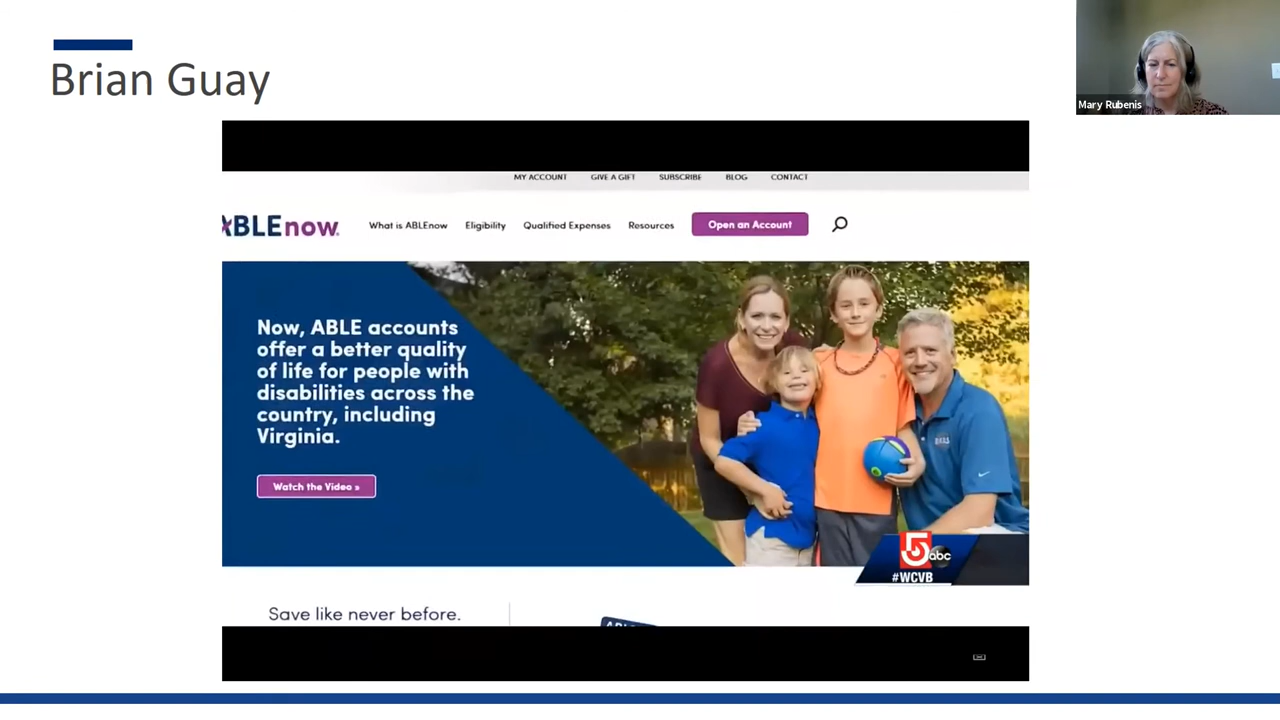 Brian Guay
Mary Rubenis
MY ACCOUNT GIVE A GIFT SUBSCRIBE BLOG CONTACT
ABLEnow
What is ABLEnow Eligibility Qualified Expenses Resources Open an Account
Now, ABLE accounts
offer a better quality
of life for people with
disabilities across the
country, including
Virginia.
Watch the Video »
5 abc
#WCVB
Save like never before.